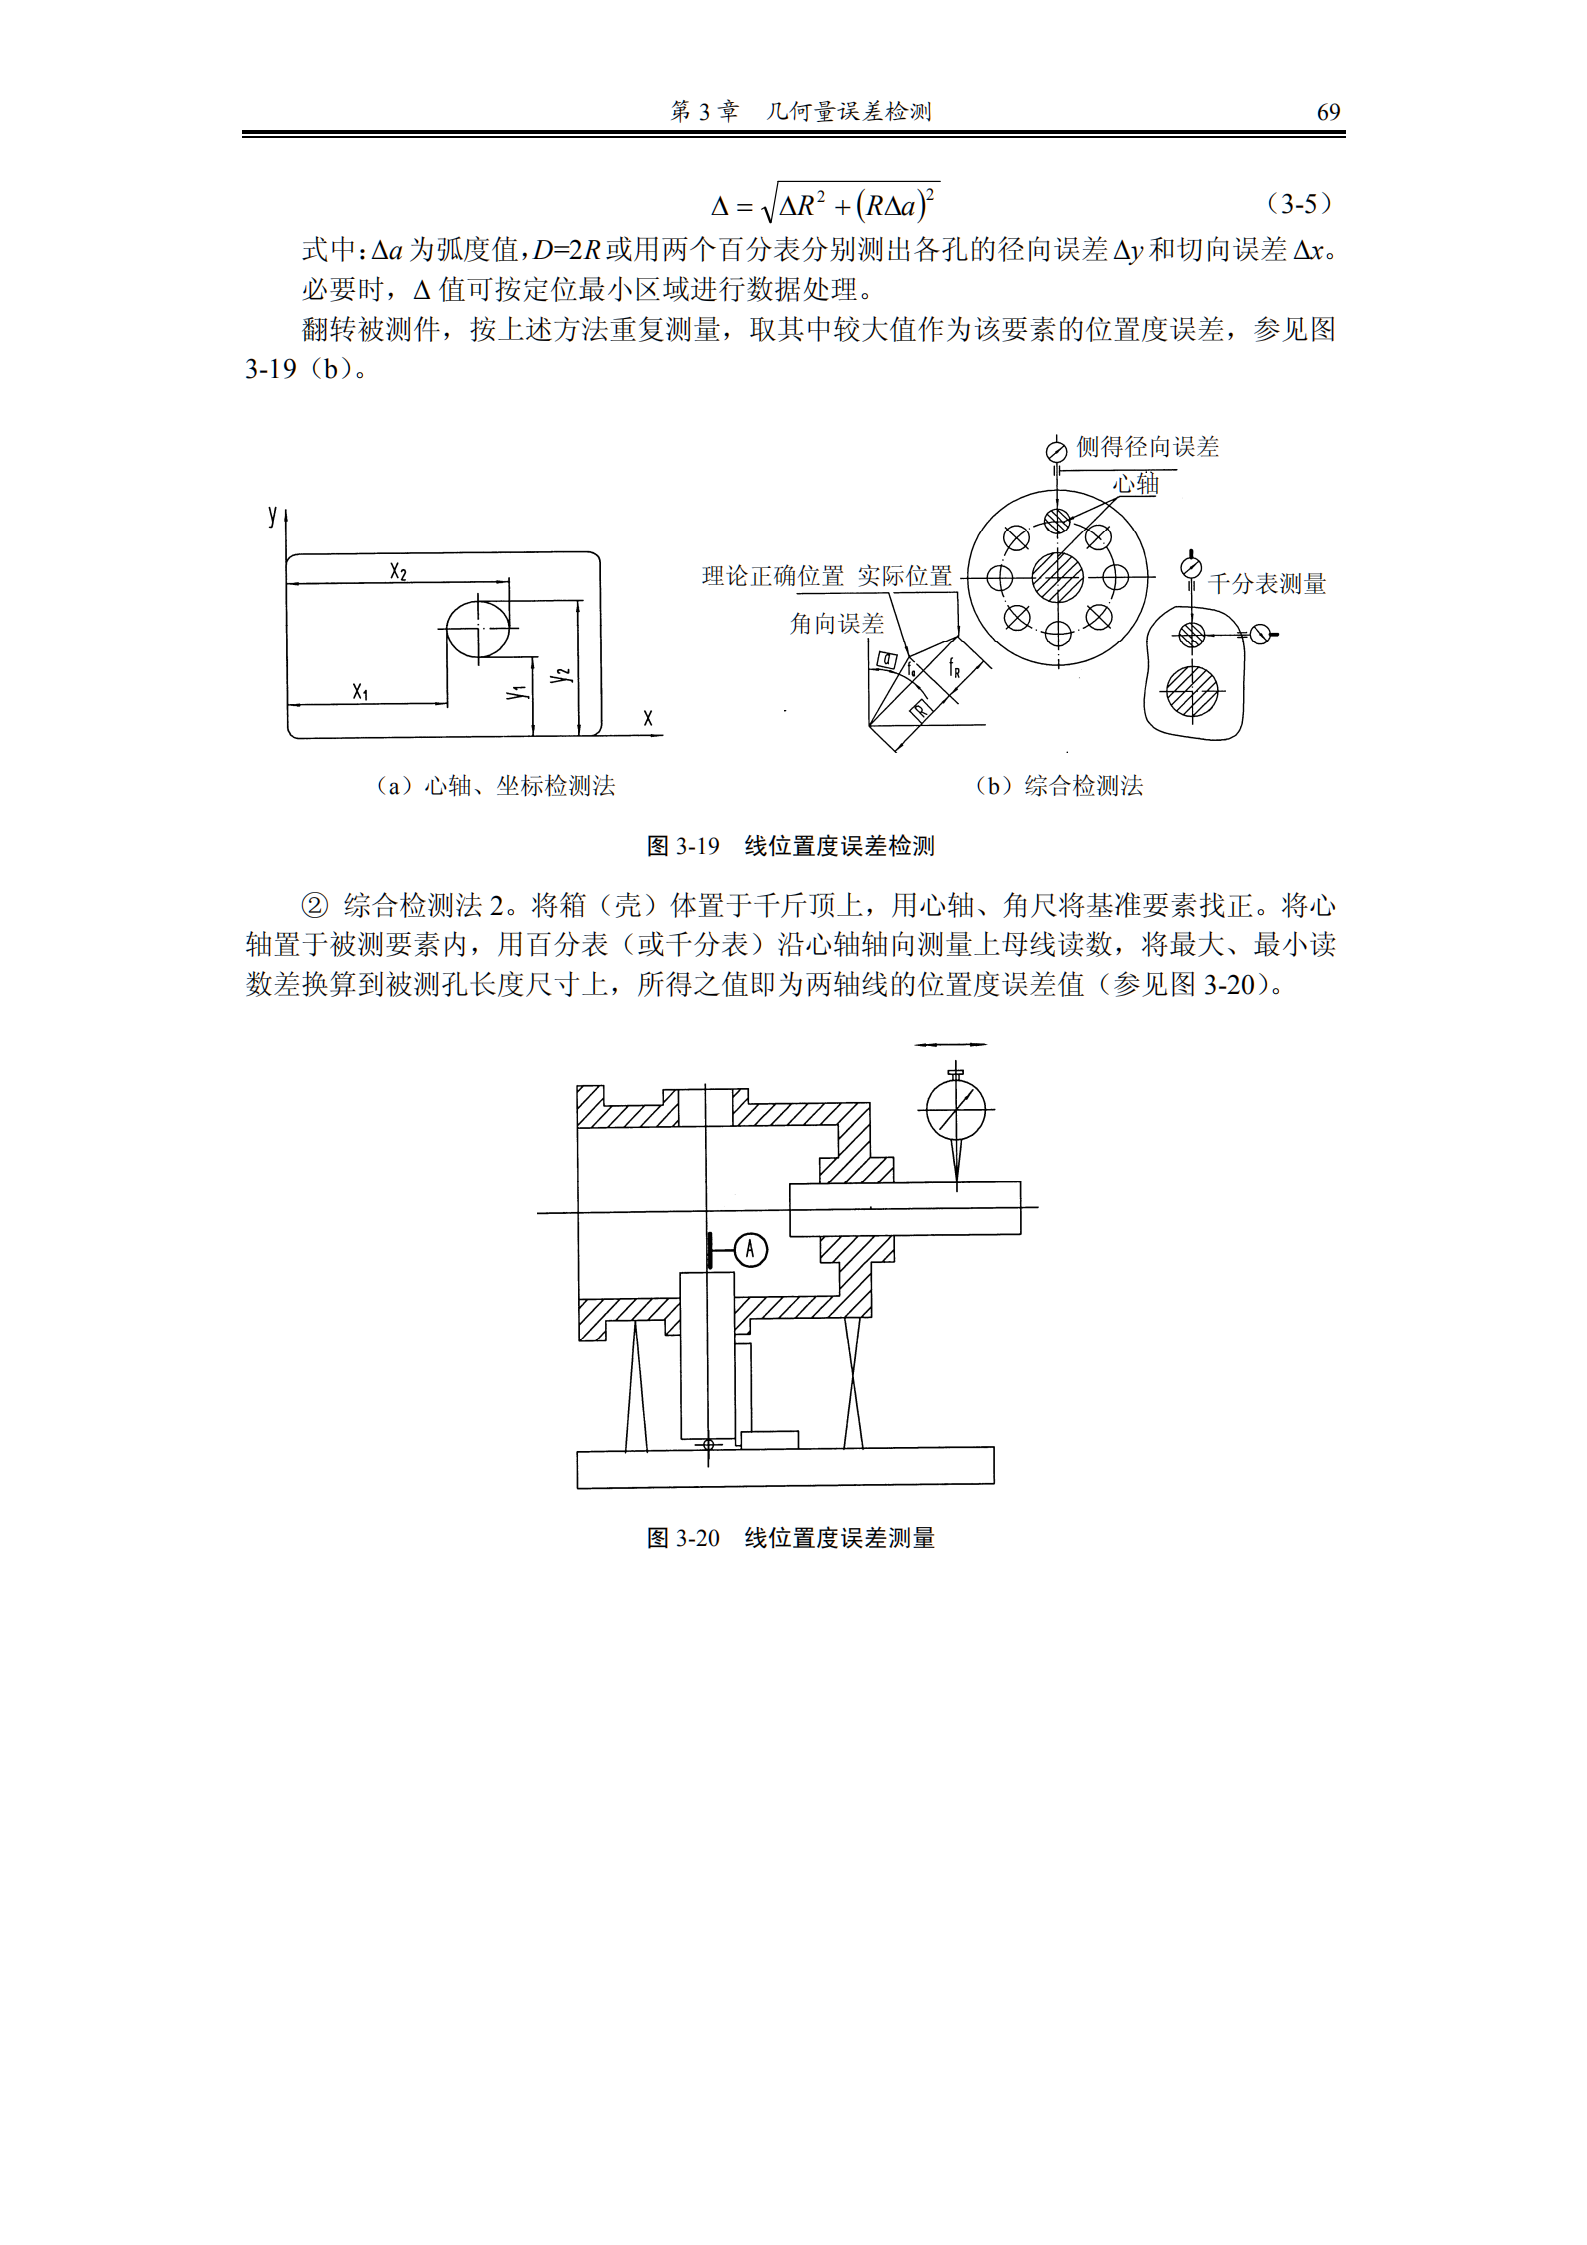 第 3 章 几何量误差检测 69
Δ = √ΔR² + (RΔa)² （3-5）
式中：Δa 为弧度值，D=2R 或用两个百分表分别测出各孔的径向误差 Δy 和切向误差 Δx。
必要时，Δ 值可按定位最小区域进行数据处理。
翻转被测件，按上述方法重复测量，取其中较大值作为该要素的位置度误差，参见图
3-19（b）。
y
x₂
x₁
y₁
y₂
x
侧得径向误差
心轴
理论正确位置 实际位置
千分表测量
角向误差
a
fₐ
f_R
R
（a）心轴、坐标检测法
（b）综合检测法
图 3-19 线位置度误差检测
② 综合检测法 2。将箱（壳）体置于千斤顶上，用心轴、角尺将基准要素找正。将心
轴置于被测要素内，用百分表（或千分表）沿心轴轴向测量上母线读数，将最大、最小读
数差换算到被测孔长度尺寸上，所得之值即为两轴线的位置度误差值（参见图 3-20）。
A
图 3-20 线位置度误差测量